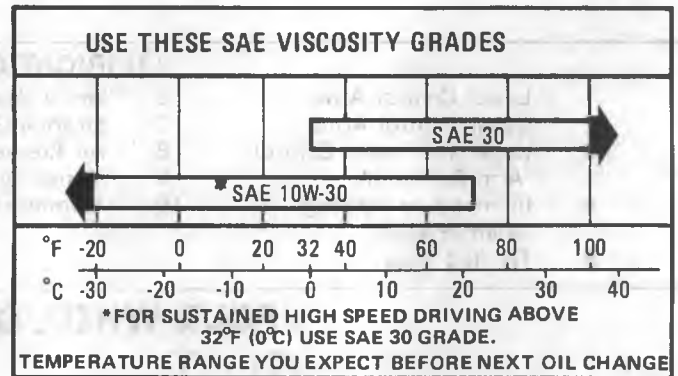 USE THESE SAE VISCOSITY GRADES
SAE 30
* SAE 10W-30
°F -20 0 20 32 40 60 80 100
°C -30 -20 -10 0 10 20 30 40
*FOR SUSTAINED HIGH SPEED DRIVING ABOVE
32°F (0°C) USE SAE 30 GRADE.
TEMPERATURE RANGE YOU EXPECT BEFORE NEXT OIL CHANGE